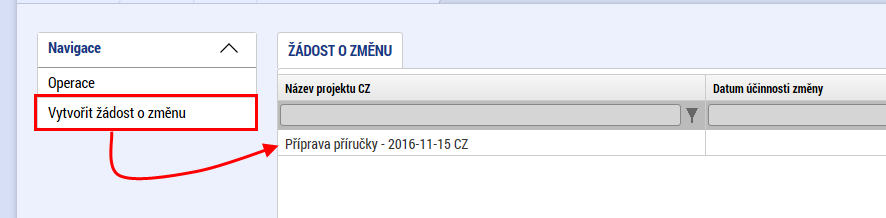 Navigace
Operace
Vytvořit žádost o změnu
ŽÁDOST O ZMĚNU
Název projektu CZ
Datum účinnosti změny
Příprava příručky - 2016-11-15 CZ